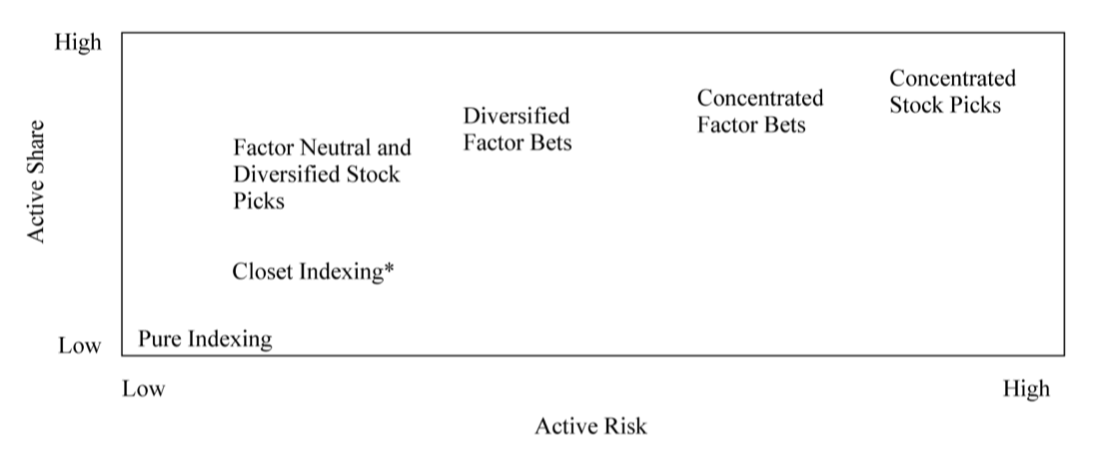 High
Concentrated
Stock Picks
Concentrated
Factor Bets
Diversified
Factor Bets
Factor Neutral and
Diversified Stock
Picks
Active Share
Closet Indexing*
Pure Indexing
Low
Low
High
Active Risk